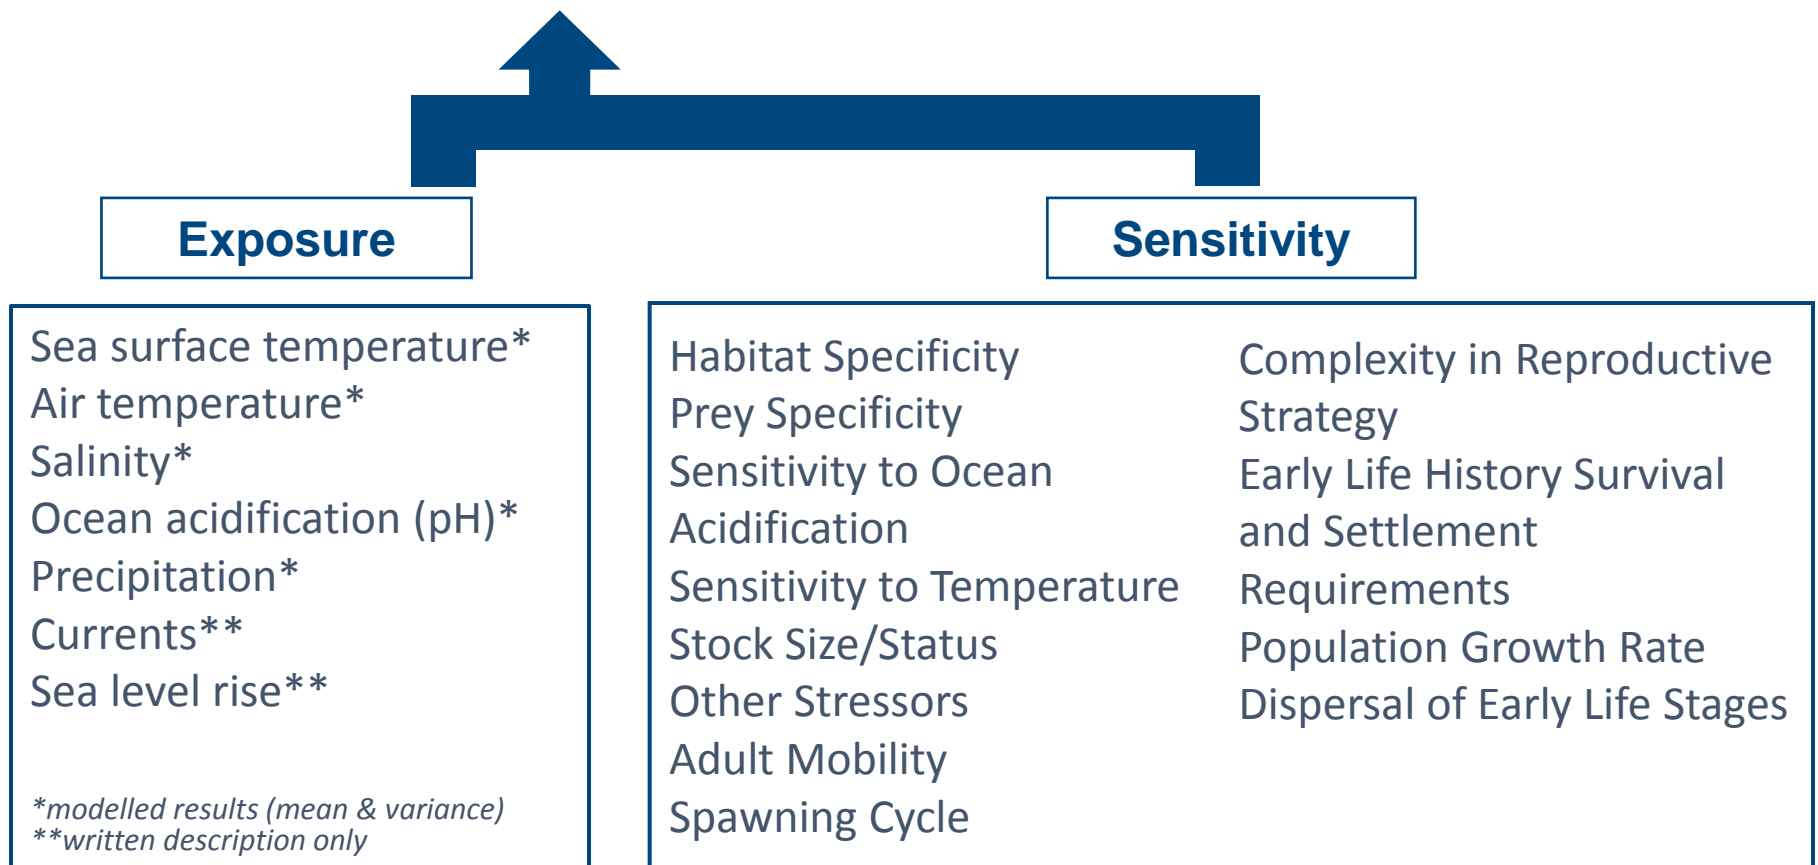 Exposure
Sea surface temperature*
Air temperature*
Salinity*
Ocean acidification (pH)*
Precipitation*
Currents**
Sea level rise**
*modelled results (mean & variance)
**written description only
Sensitivity
Habitat Specificity
Prey Specificity
Sensitivity to Ocean
Acidification
Sensitivity to Temperature
Stock Size/Status
Other Stressors
Adult Mobility
Spawning Cycle
Complexity in Reproductive
Strategy
Early Life History Survival
and Settlement
Requirements
Population Growth Rate
Dispersal of Early Life Stages